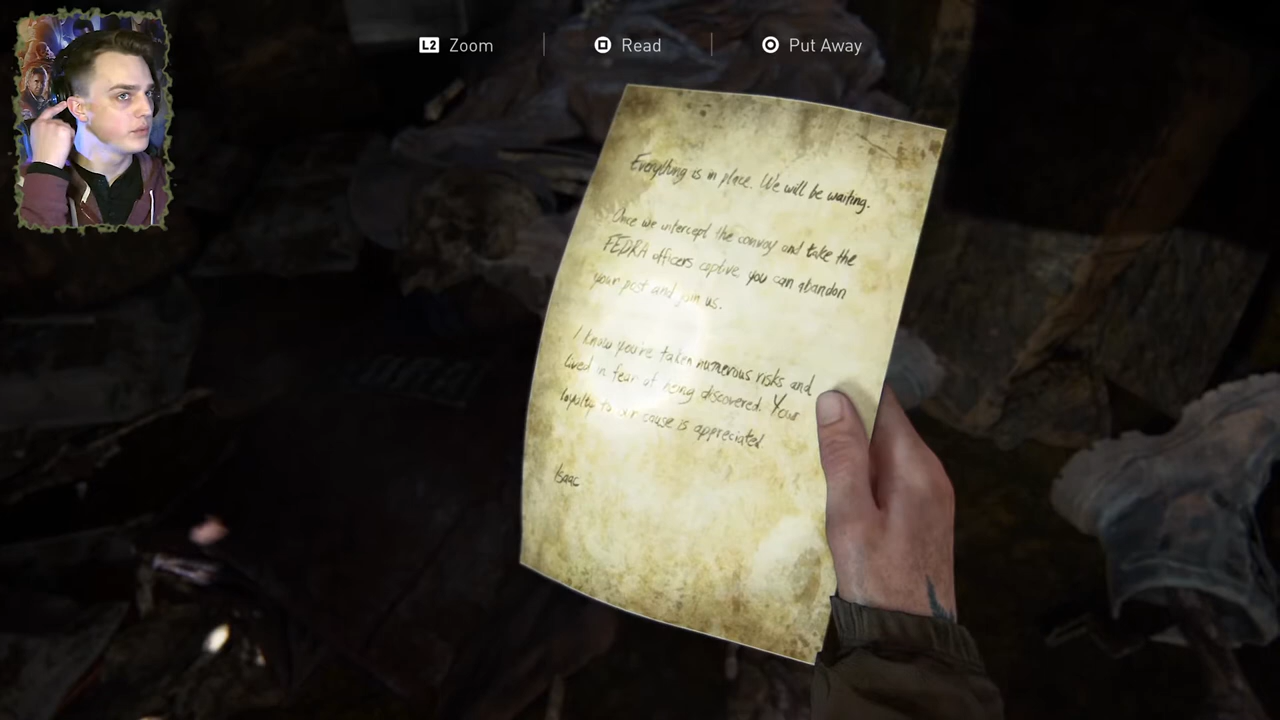 L2 Zoom | Read | Put Away
Everything is in place. We will be waiting.
Once we intercept the convoy and take the
FEDRA officers captive you can abandon
your post and join us.
I know you've taken numerous risks and
lived in fear of being discovered. Your
loyalty to our cause is appreciated.
Isaac